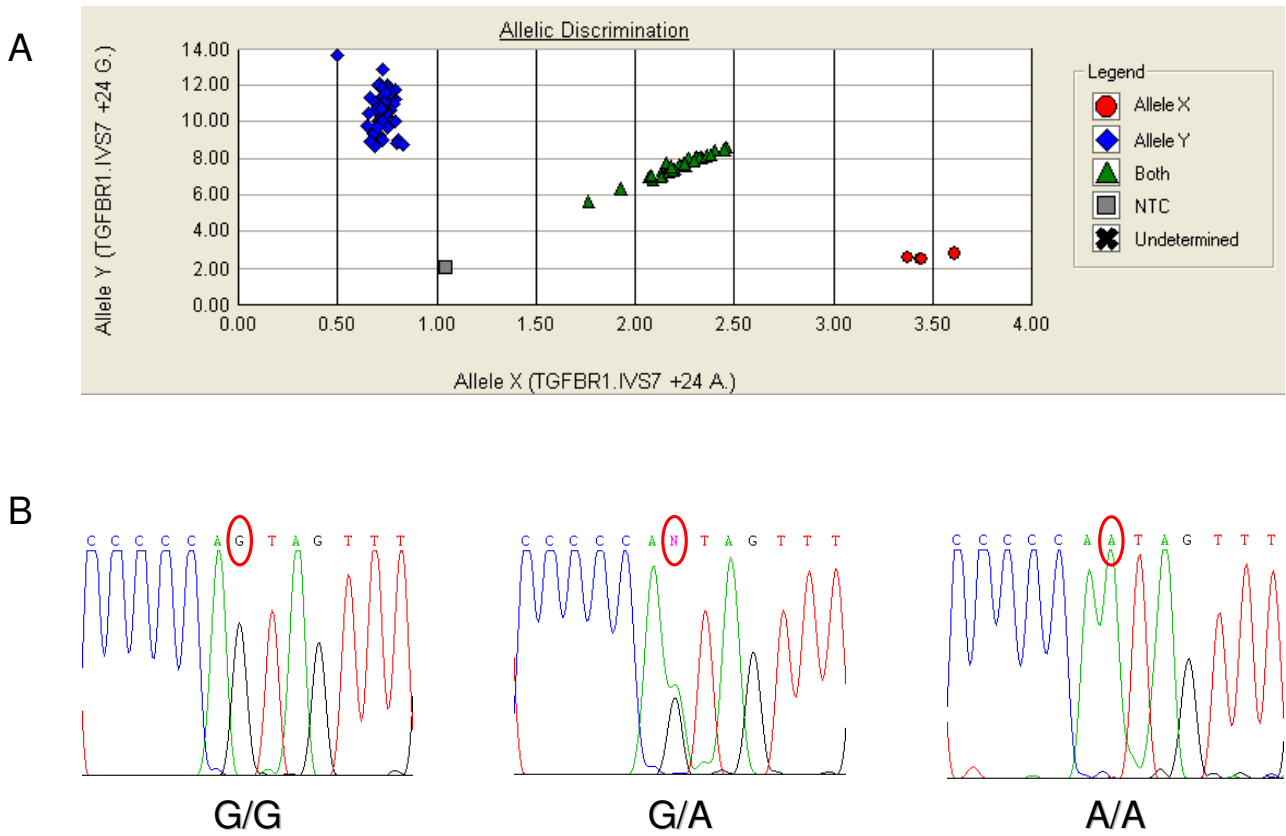 A
Allelic Discrimination
Allele Y (TGFBR1.IVS7 +24 G.)
14.00
12.00
10.00
8.00
6.00
4.00
2.00
0.00
0.00 0.50 1.00 1.50 2.00 2.50 3.00 3.50 4.00
Allele X (TGFBR1.IVS7 +24 A.)
Legend
Allele X
Allele Y
Both
NTC
Undetermined
B
C C C C C A G T A G T T T
C C C C C A N T A G T T T
C C C C C A A T A G T T T
G/G
G/A
A/A